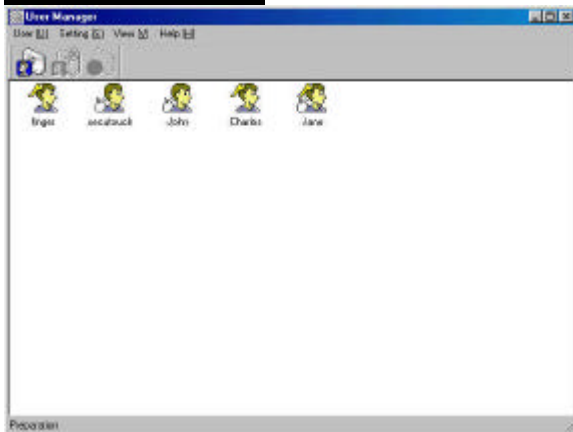 User Manager
User [U] Setting [S] View [V] Help [H]
finger secutouch John Charles Jane
Preparation